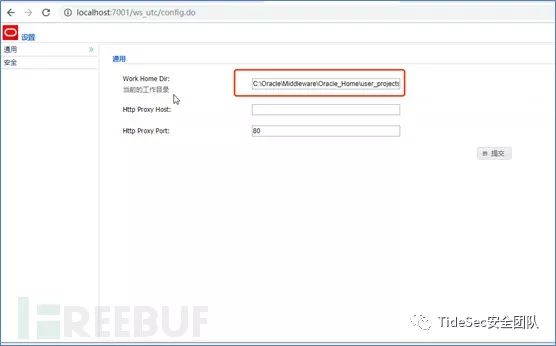 localhost:7001/ws_utc/config.do
设置
通用
安全
通用
Work Home Dir:
当前的工作目录
C:\Oracle\Middleware\Oracle_Home\user_projects
Http Proxy Host:
Http Proxy Port:
80
提交
REEBUF
TideSec安全团队